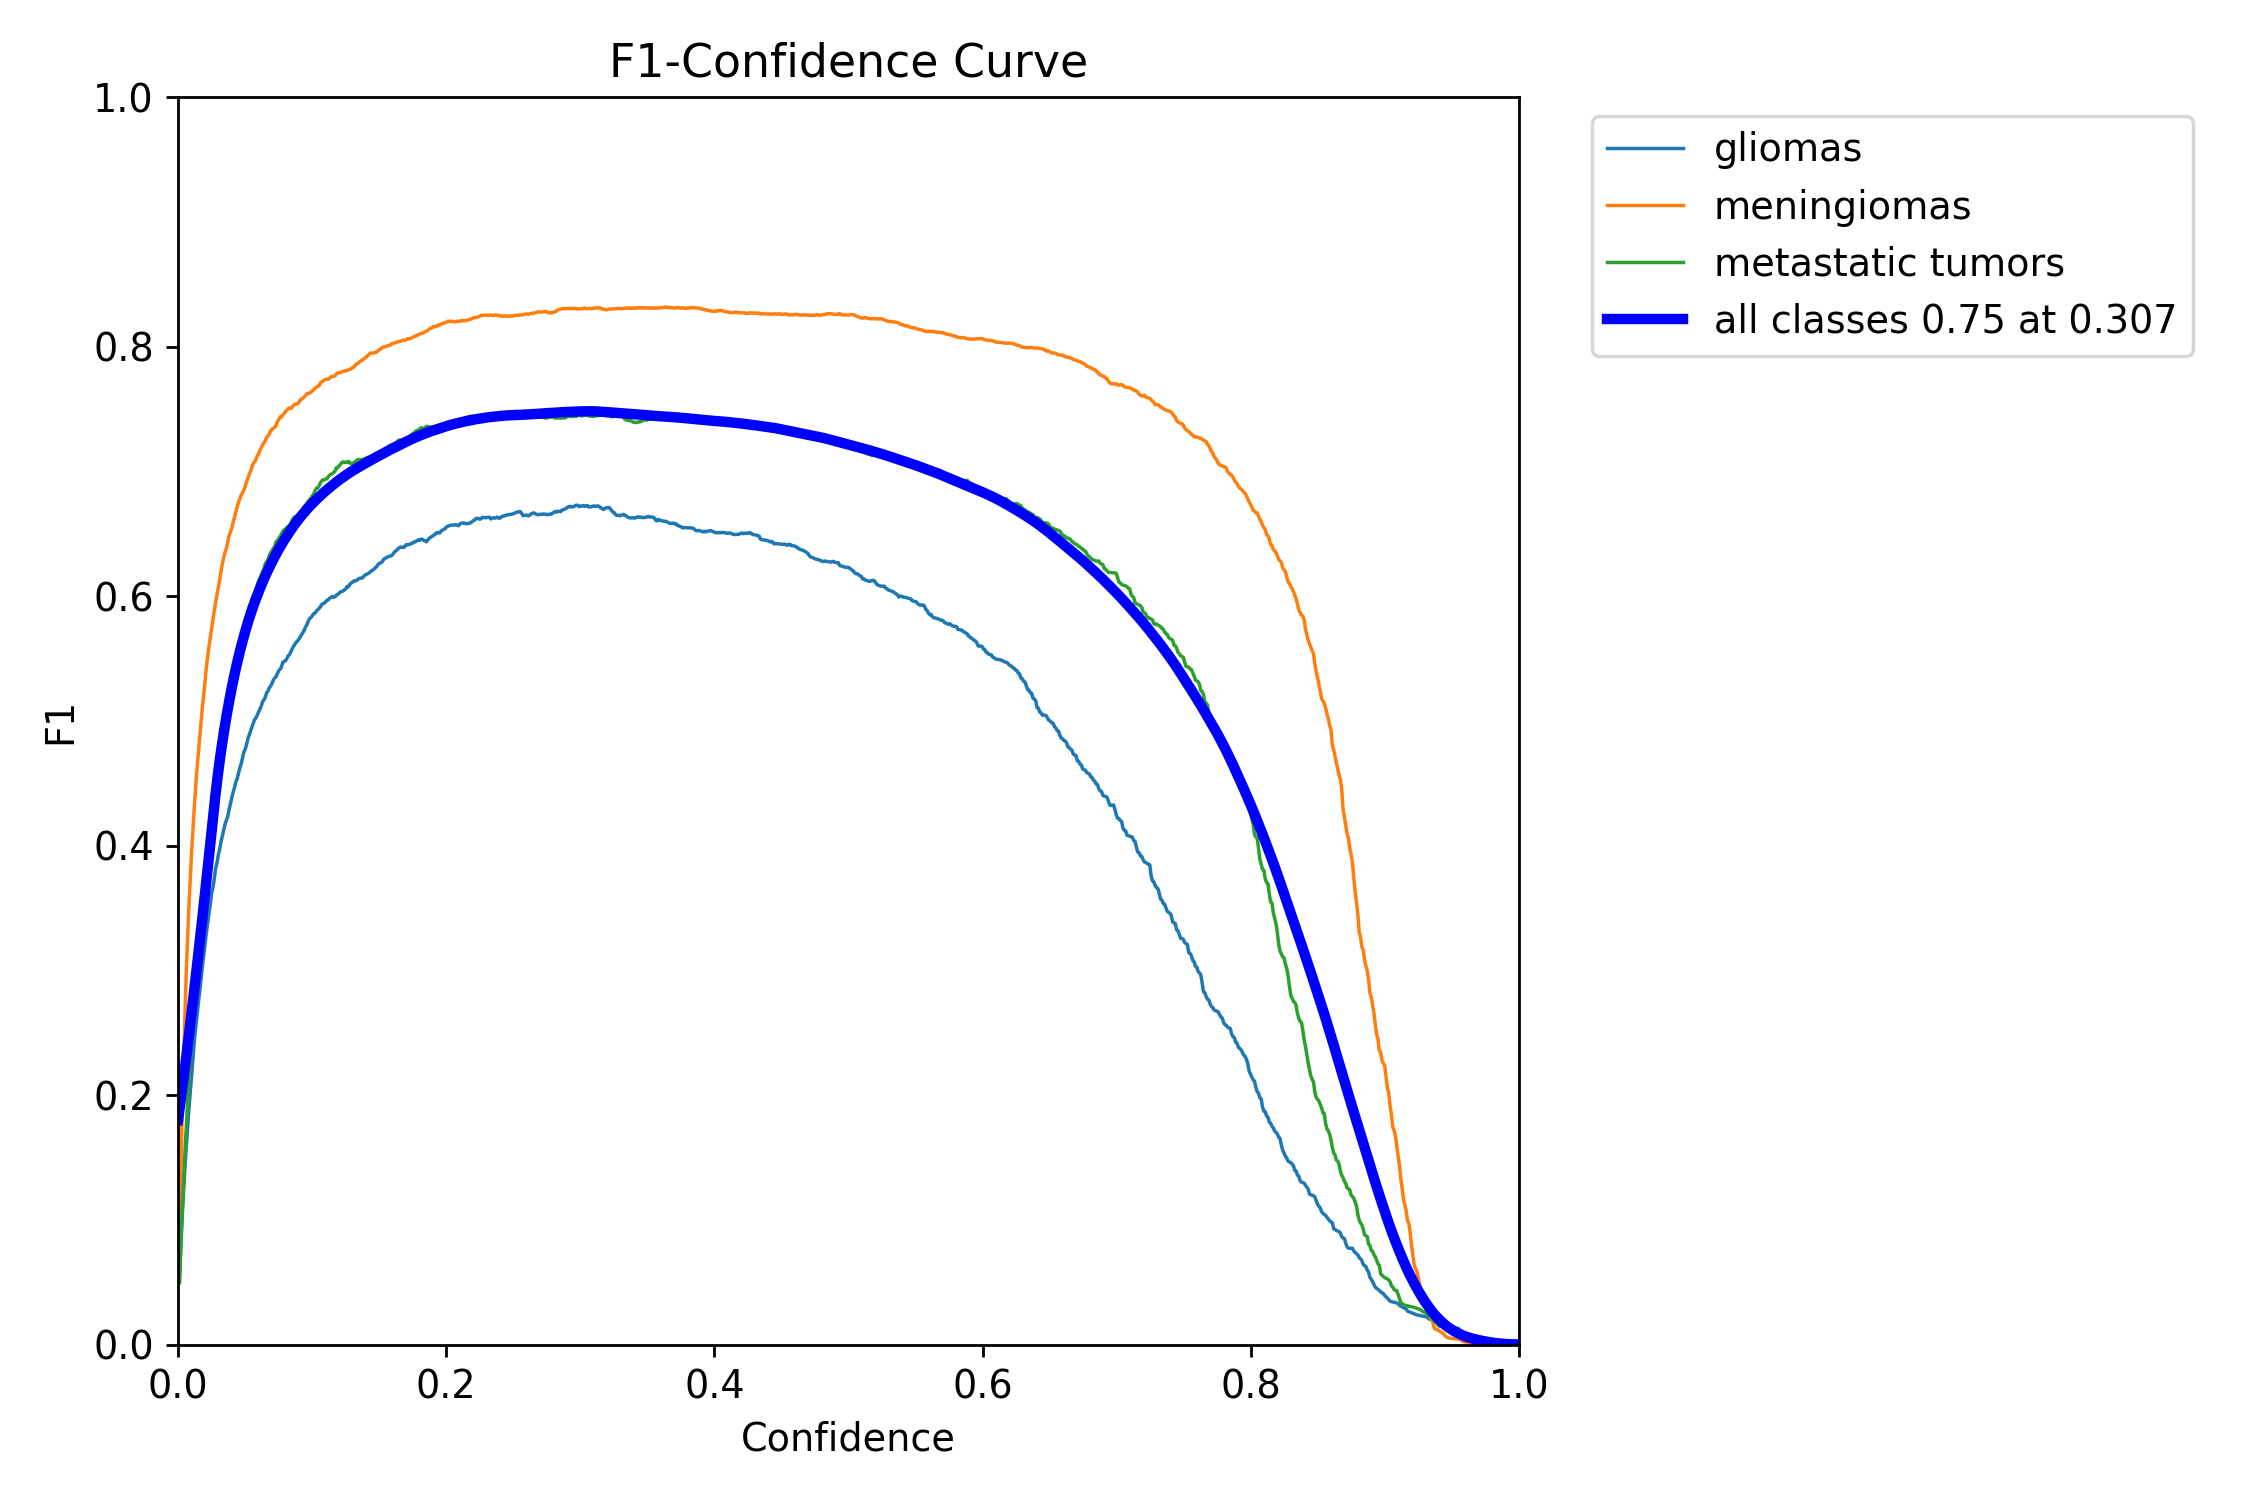 F1-Confidence Curve
1.0
0.8
0.6
0.4
0.2
0.0
F1
0.0 0.2 0.4 0.6 0.8 1.0
Confidence
gliomas
meningiomas
metastatic tumors
all classes 0.75 at 0.307